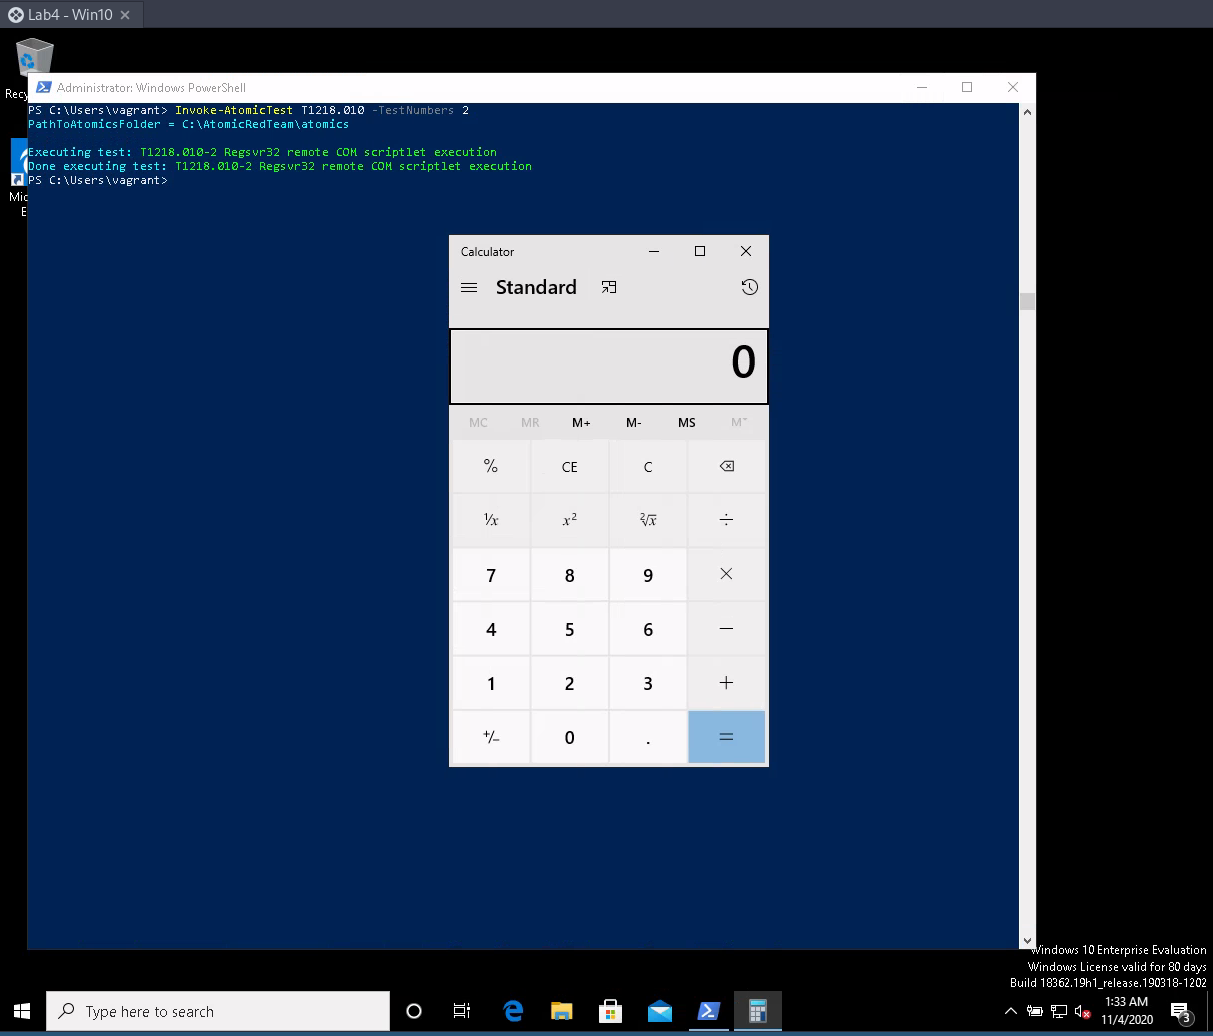 Lab4 - Win10
Recy
Administrator: Windows PowerShell
PS C:\Users\vagrant> Invoke-AtomicTest T1218.010 -TestNumbers 2
PathToAtomicsFolder = C:\AtomicRedTeam\atomics
Executing test: T1218.010-2 Regsvr32 remote COM scriptlet execution
Done executing test: T1218.010-2 Regsvr32 remote COM scriptlet execution
PS C:\Users\vagrant>
Mic
E
Calculator
Standard
0
MC MR M+ M- MS M˅
% CE C
¹⁄x x² ²√x ÷
7 8 9 ×
4 5 6 −
1 2 3 +
+/− 0 . =
Windows 10 Enterprise Evaluation
Windows License valid for 80 days
Build 18362.19h1_release.190318-1202
Type here to search
1:33 AM
11/4/2020
3